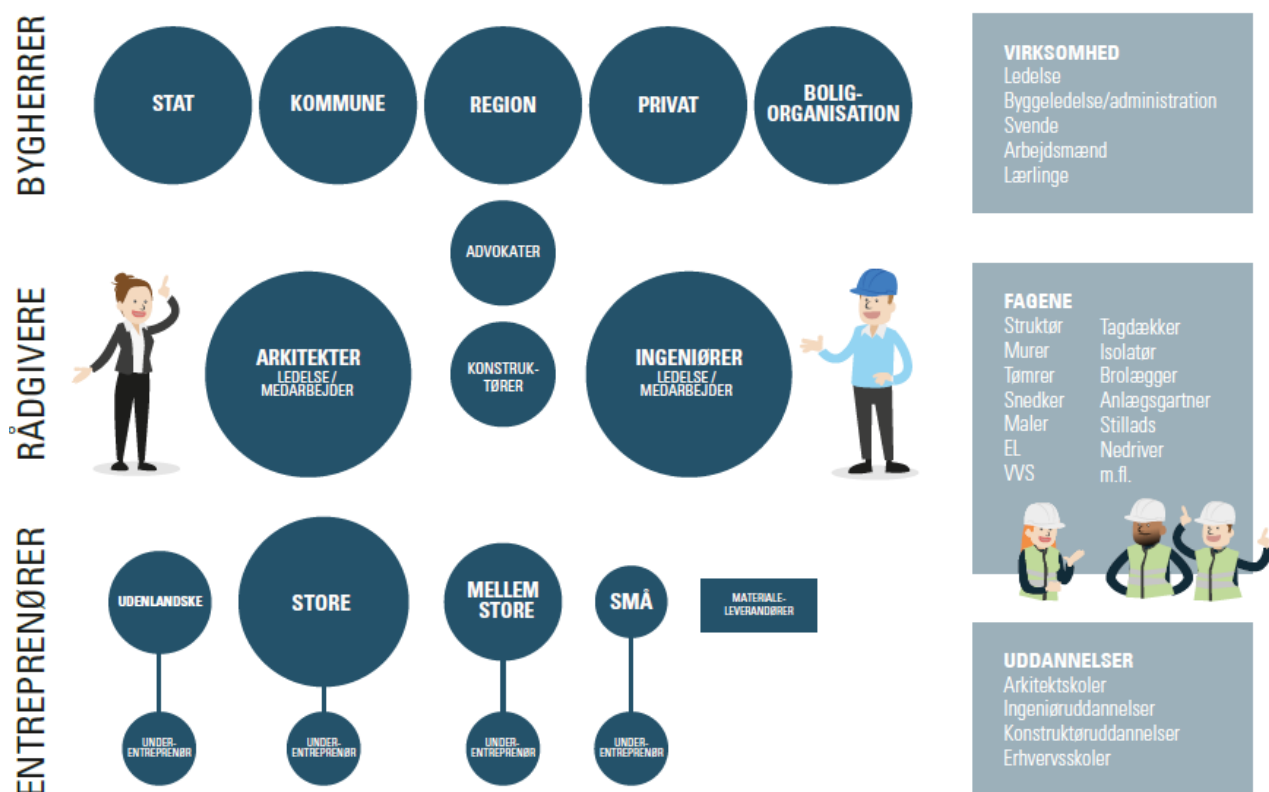 BYGHERRER
STAT
KOMMUNE
REGION
PRIVAT
BOLIG-
ORGANISATION
RÅDGIVERE
ADVOKATER
ARKITEKTER
LEDELSE /
MEDARBEJDER
KONSTRUK-
TØRER
INGENIØRER
LEDELSE /
MEDARBEJDER
ENTREPRENØRER
UDENLANDSKE
STORE
MELLEM
STORE
SMÅ
MATERIALE-
LEVERANDØRER
UNDER-
ENTREPRENØR
UNDER-
ENTREPRENØR
UNDER-
ENTREPRENØR
UNDER-
ENTREPRENØR
VIRKSOMHED
Ledelse
Byggeledelse/administration
Svende
Arbejdsmænd
Lærlinge
FAGENE
Struktør
Murer
Tømrer
Snedker
Maler
EL
VVS
Tagdækker
Isolatør
Brolægger
Anlægsgartner
Stillads
Nedriver
m.fl.
UDDANNELSER
Arkitektskoler
Ingeniøruddannelser
Konstruktøruddannelser
Erhvervsskoler